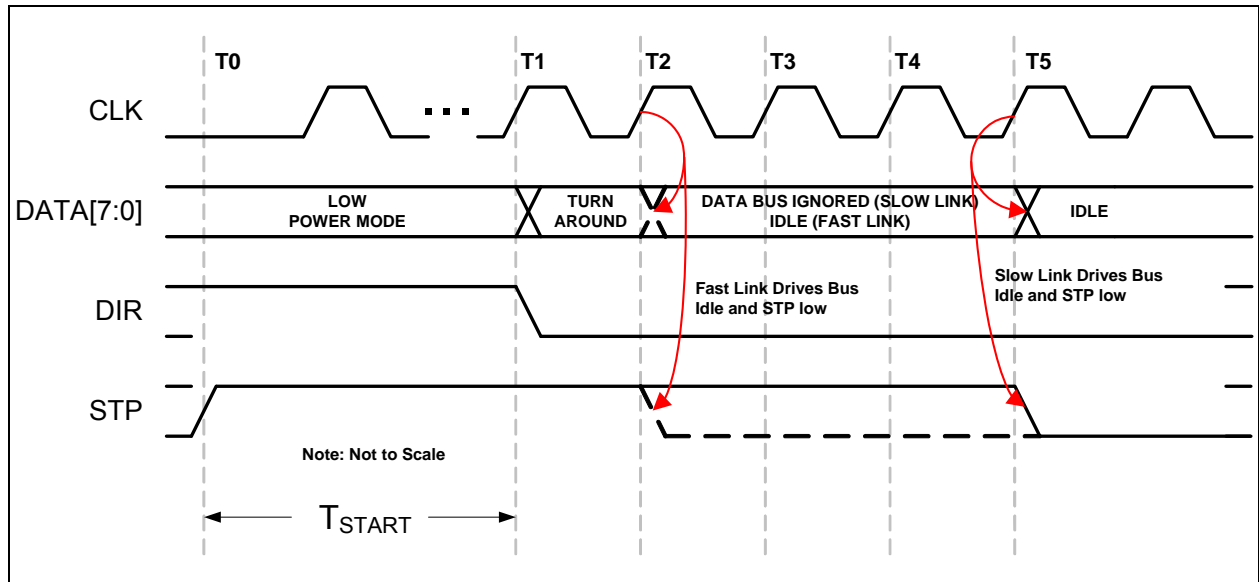 T0 T1 T2 T3 T4 T5
CLK
DATA[7:0]
LOW
POWER MODE
TURN
AROUND
DATA BUS IGNORED (SLOW LINK)
IDLE (FAST LINK)
IDLE
DIR
Fast Link Drives Bus
Idle and STP low
Slow Link Drives Bus
Idle and STP low
STP
Note: Not to Scale
TSTART